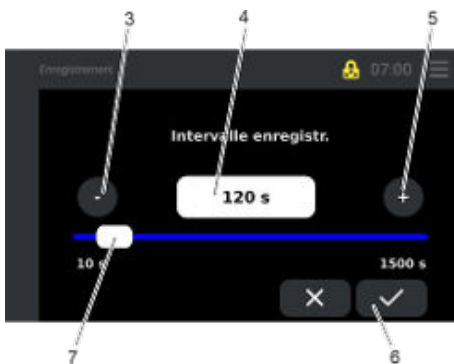 3 4 5
Enregistrement 07:00
Intervalle enregistr.
- 120 s +
10 s 1500 s
7 6